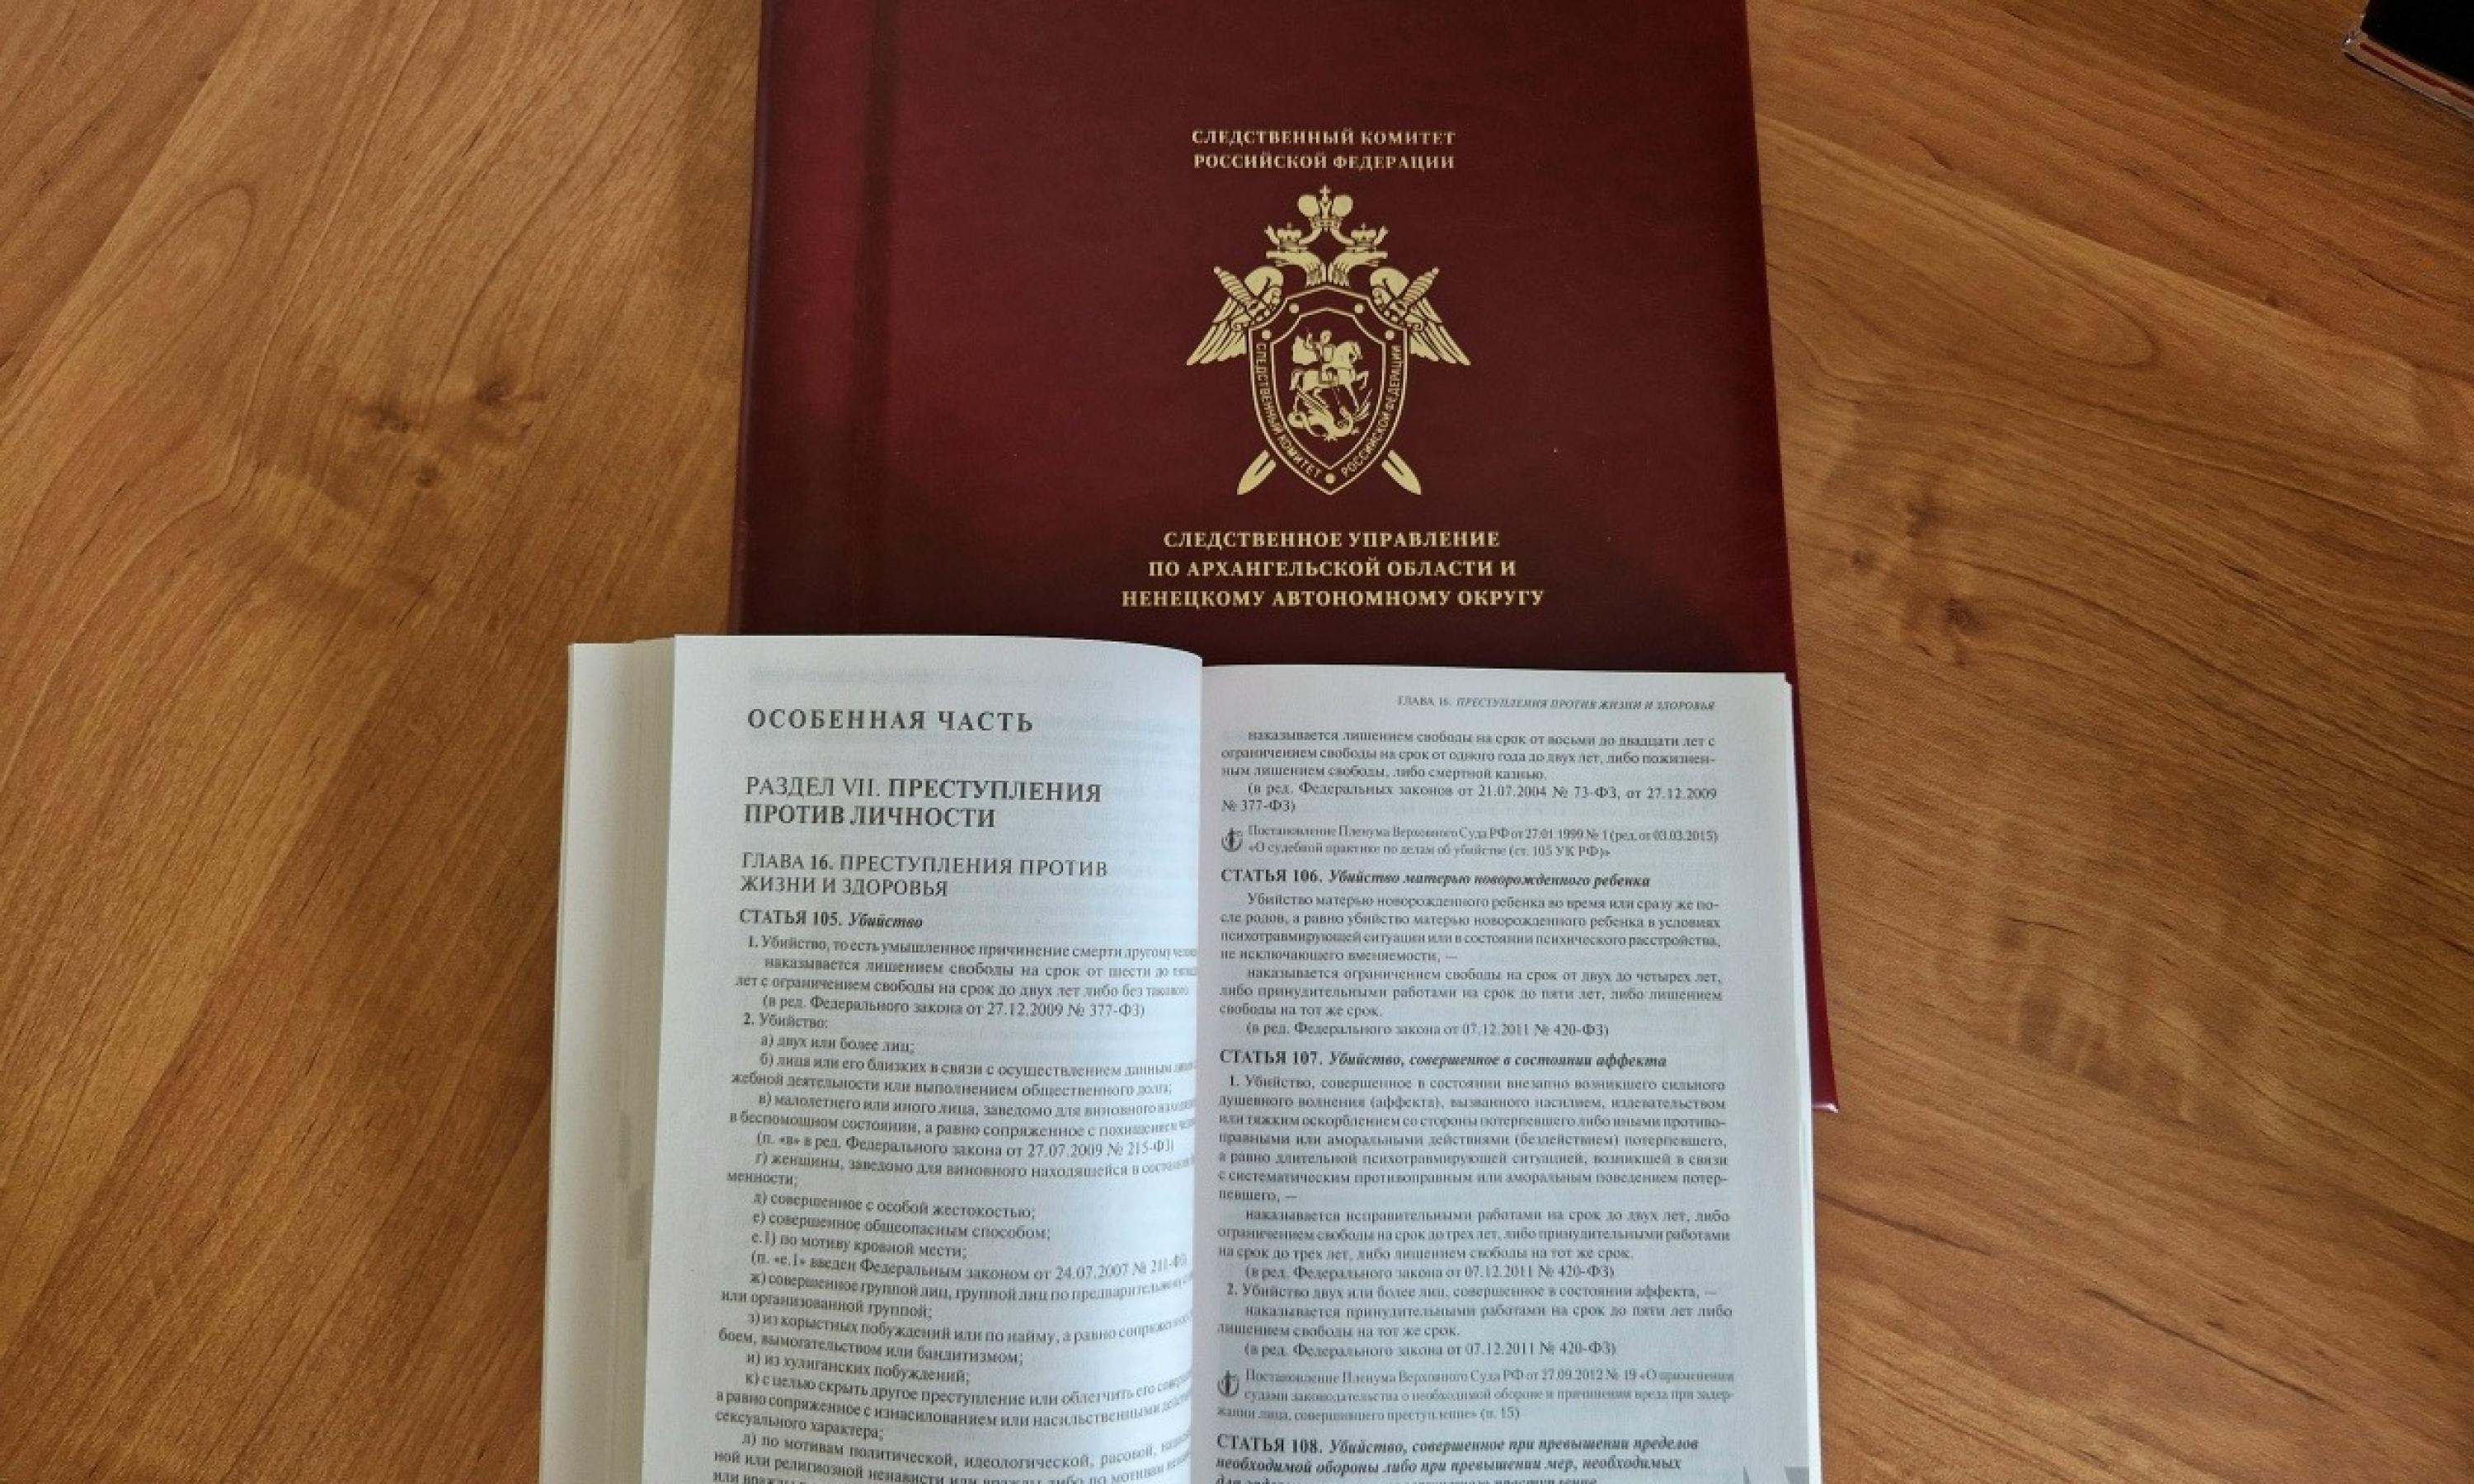 СЛЕДСТВЕННЫЙ КОМИТЕТ
РОССИЙСКОЙ ФЕДЕРАЦИИ
СЛЕДСТВЕННЫЙ КОМИТЕТ • РОССИЙСКОЙ ФЕДЕРАЦИИ
СЛЕДСТВЕННОЕ УПРАВЛЕНИЕ
ПО АРХАНГЕЛЬСКОЙ ОБЛАСТИ И
НЕНЕЦКОМУ АВТОНОМНОМУ ОКРУГУ
ОСОБЕННАЯ ЧАСТЬ
РАЗДЕЛ VII. ПРЕСТУПЛЕНИЯ
ПРОТИВ ЛИЧНОСТИ
ГЛАВА 16. ПРЕСТУПЛЕНИЯ ПРОТИВ
ЖИЗНИ И ЗДОРОВЬЯ
СТАТЬЯ 105. Убийство
1. Убийство, то есть умышленное причинение смерти другому
наказывается лишением свободы на срок от шести до
лет с ограничением свободы на срок до двух лет либо без такового
(в ред. Федерального закона от 27.12.2009 № 377-ФЗ)
2. Убийство:
а) двух или более лиц;
б) лица или его близких в связи с осуществлением данным
жебной деятельности или выполнением общественного долга;
в) малолетнего или иного лица, заведомо для виновного
в беспомощном состоянии, а равно сопряженное с похищением
(п. «в» в ред. Федерального закона от 27.07.2009 № 215-ФЗ)
г) женщины, заведомо для виновного находящейся в состоянии
менности;
д) совершенное с особой жестокостью;
е) совершенное общеопасным способом;
е.1) по мотиву кровной мести;
(п. «е.1» введен Федеральным законом от 24.07.2007 № 211-ФЗ)
ж) совершенное группой лиц, группой лиц по предварительному
или организованной группой;
з) из корыстных побуждений или по найму, а равно сопряженное
боем, вымогательством или бандитизмом;
и) из хулиганских побуждений;
к) с целью скрыть другое преступление или облегчить его
а равно сопряженное с изнасилованием или насильственными
сексуального характера;
л) по мотивам политической, идеологической, расовой,
ной или религиозной ненависти или вражды либо по мотивам
ГЛАВА 16. ПРЕСТУПЛЕНИЯ ПРОТИВ ЖИЗНИ И ЗДОРОВЬЯ
наказывается лишением свободы на срок от восьми до двадцати лет с
ограничением свободы на срок от одного года до двух лет, либо пожизнен-
ным лишением свободы, либо смертной казнью.
(в ред. Федеральных законов от 21.07.2004 № 73-ФЗ, от 27.12.2009
№ 377-ФЗ)
Постановление Пленума Верховного Суда РФ от 27.01.1999 № 1 (ред. от 03.03.2015)
«О судебной практике по делам об убийстве (ст. 105 УК РФ)»
СТАТЬЯ 106. Убийство матерью новорожденного ребенка
Убийство матерью новорожденного ребенка во время или сразу же по-
сле родов, а равно убийство матерью новорожденного ребенка в условиях
психотравмирующей ситуации или в состоянии психического расстройства,
не исключающего вменяемости, —
наказывается ограничением свободы на срок от двух до четырех лет,
либо принудительными работами на срок до пяти лет, либо лишением
свободы на тот же срок.
(в ред. Федерального закона от 07.12.2011 № 420-ФЗ)
СТАТЬЯ 107. Убийство, совершенное в состоянии аффекта
1. Убийство, совершенное в состоянии внезапно возникшего сильного
душевного волнения (аффекта), вызванного насилием, издевательством
или тяжким оскорблением со стороны потерпевшего либо иными противо-
правными или аморальными действиями (бездействием) потерпевшего,
а равно длительной психотравмирующей ситуацией, возникшей в связи
с систематическим противоправным или аморальным поведением потер-
певшего, —
наказывается исправительными работами на срок до двух лет, либо
ограничением свободы на срок до трех лет, либо принудительными работами
на срок до трех лет, либо лишением свободы на тот же срок.
(в ред. Федерального закона от 07.12.2011 № 420-ФЗ)
2. Убийство двух или более лиц, совершенное в состоянии аффекта, —
наказывается принудительными работами на срок до пяти лет либо
лишением свободы на тот же срок.
(в ред. Федерального закона от 07.12.2011 № 420-ФЗ)
Постановление Пленума Верховного Суда РФ от 27.09.2012 № 19 «О применении
судами законодательства о необходимой обороне и причинении вреда при задер-
жании лица, совершившего преступление» (п. 15)
СТАТЬЯ 108. Убийство, совершенное при превышении пределов
необходимой обороны либо при превышении мер, необходимых